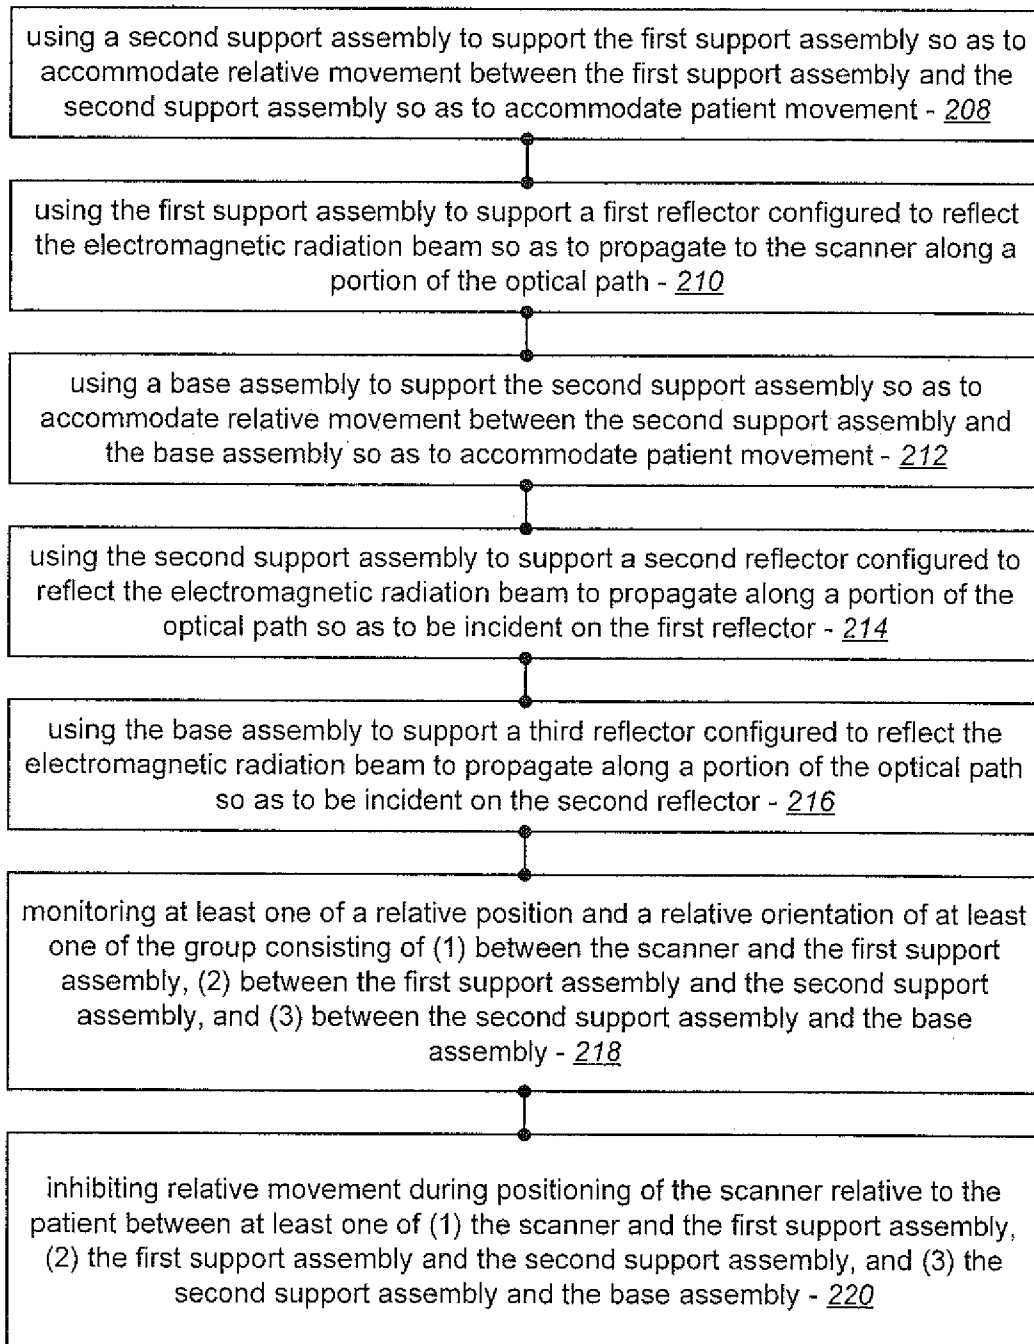 using a second support assembly to support the first support assembly so as to
accommodate relative movement between the first support assembly and the
second support assembly so as to accommodate patient movement - 208
using the first support assembly to support a first reflector configured to reflect
the electromagnetic radiation beam so as to propagate to the scanner along a
portion of the optical path - 210
using a base assembly to support the second support assembly so as to
accommodate relative movement between the second support assembly and
the base assembly so as to accommodate patient movement - 212
using the second support assembly to support a second reflector configured to
reflect the electromagnetic radiation beam to propagate along a portion of the
optical path so as to be incident on the first reflector - 214
using the base assembly to support a third reflector configured to reflect the
electromagnetic radiation beam to propagate along a portion of the optical path
so as to be incident on the second reflector - 216
monitoring at least one of a relative position and a relative orientation of at least
one of the group consisting of (1) between the scanner and the first support
assembly, (2) between the first support assembly and the second support
assembly, and (3) between the second support assembly and the base
assembly - 218
inhibiting relative movement during positioning of the scanner relative to the
patient between at least one of (1) the scanner and the first support assembly,
(2) the first support assembly and the second support assembly, and (3) the
second support assembly and the base assembly - 220